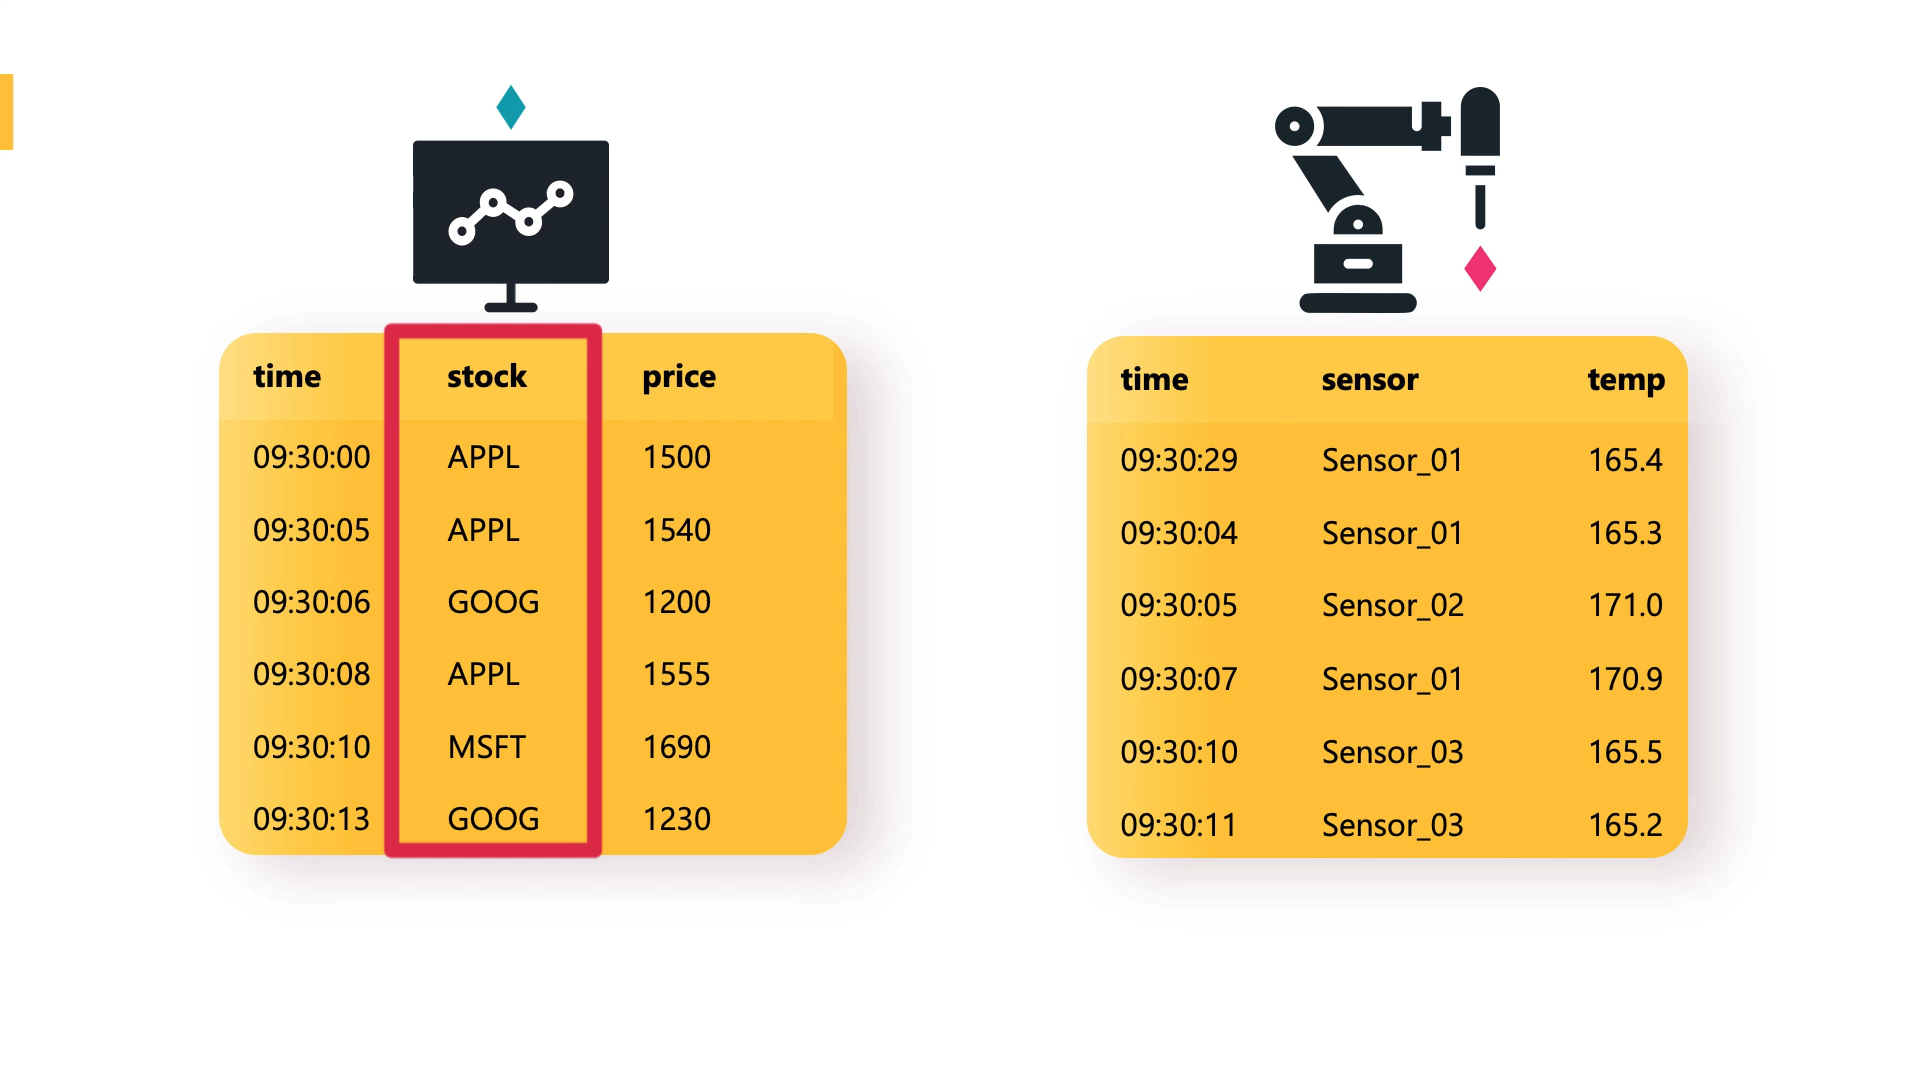 time stock price
09:30:00 APPL 1500
09:30:05 APPL 1540
09:30:06 GOOG 1200
09:30:08 APPL 1555
09:30:10 MSFT 1690
09:30:13 GOOG 1230
time sensor temp
09:30:29 Sensor_01 165.4
09:30:04 Sensor_01 165.3
09:30:05 Sensor_02 171.0
09:30:07 Sensor_01 170.9
09:30:10 Sensor_03 165.5
09:30:11 Sensor_03 165.2